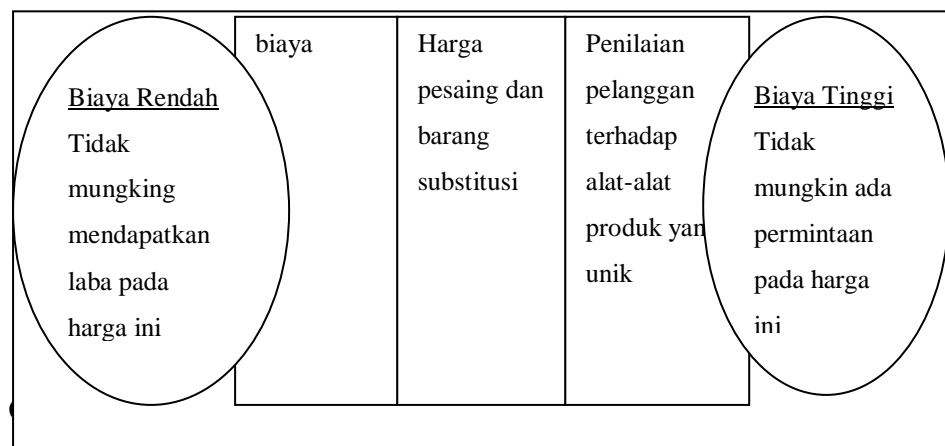 Biaya Rendah
Tidak
mungking
mendapatkan
laba pada
harga ini
biaya
Harga
pesaing dan
barang
substitusi
Penilaian
pelanggan
terhadap
alat-alat
produk yan
unik
Biaya Tinggi
Tidak
mungkin ada
permintaan
pada harga
ini